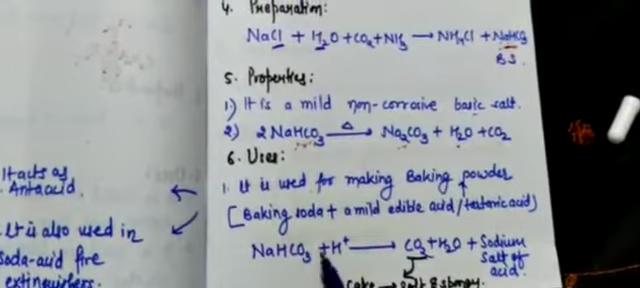 4. Preparation:
NaCl + H2O + CO2 + NH3 → NH4Cl + NaHCO3
B.S.
5. Properties:
1.) It is a mild non-corrosive basic salt.
2) 2NaHCO3 —Δ→ Na2CO3 + H2O + CO2
6. Uses:
1. It is used for making Baking powder
[Baking soda + a mild edible acid/tartaric acid)
NaHCO3 + H+ → CO2 + H2O + Sodium
salt of
acid.
cake → soft & spongy.
It acts as
Antacid.
It is also used in
soda-acid fire
extinguishers.